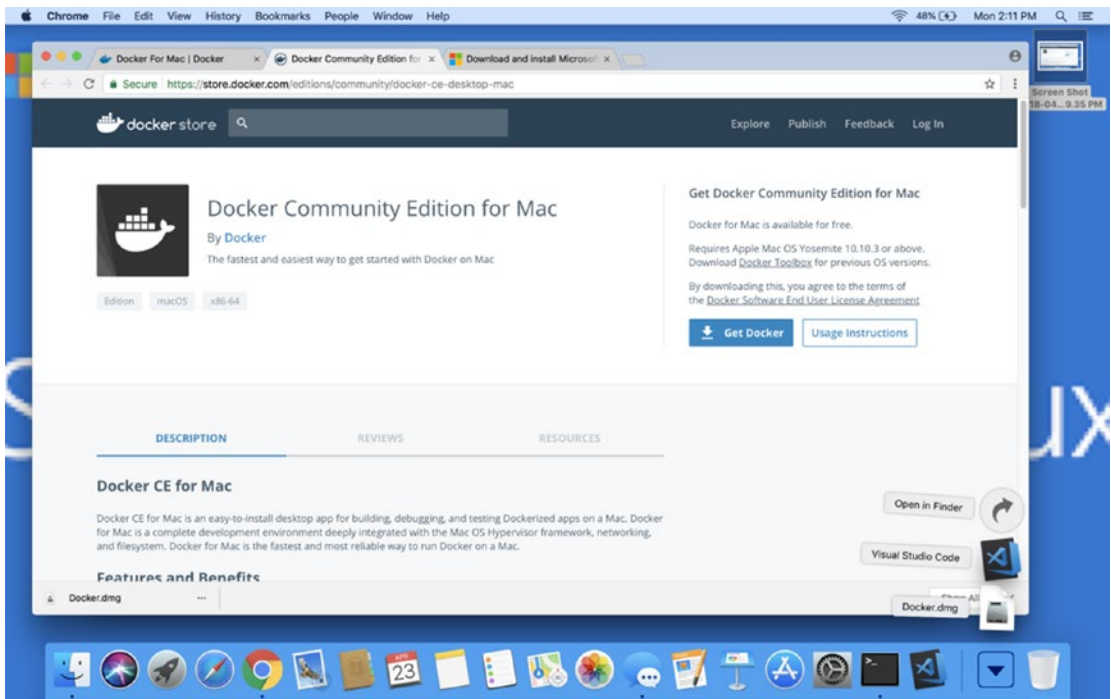 Chrome File Edit View History Bookmarks People Window Help
48% Mon 2:11 PM
Docker For Mac | Docker
Docker Community Edition for
Download and install Microsoft
Secure https://store.docker.com/editions/community/docker-ce-desktop-mac
Screen Shot
18-04...9.35 PM
docker store
Explore Publish Feedback Log In
Docker Community Edition for Mac
By Docker
The fastest and easiest way to get started with Docker on Mac
Edition macOS x86-64
Get Docker Community Edition for Mac
Docker for Mac is available for free.
Requires Apple Mac OS Yosemite 10.10.3 or above.
Download Docker Toolbox for previous OS versions.
By downloading this, you agree to the terms of
the Docker Software End User License Agreement
Get Docker Usage Instructions
S
ux
DESCRIPTION REVIEWS RESOURCES
Docker CE for Mac
Docker CE for Mac is an easy-to-install desktop app for building, debugging, and testing Dockerized apps on a Mac. Docker
for Mac is a complete development environment deeply integrated with the Mac OS Hypervisor framework, networking,
and filesystem. Docker for Mac is the fastest and most reliable way to run Docker on a Mac.
Features and Benefits
Open in Finder
Visual Studio Code
Docker.dmg
Docker.dmg
Show All
APR
23